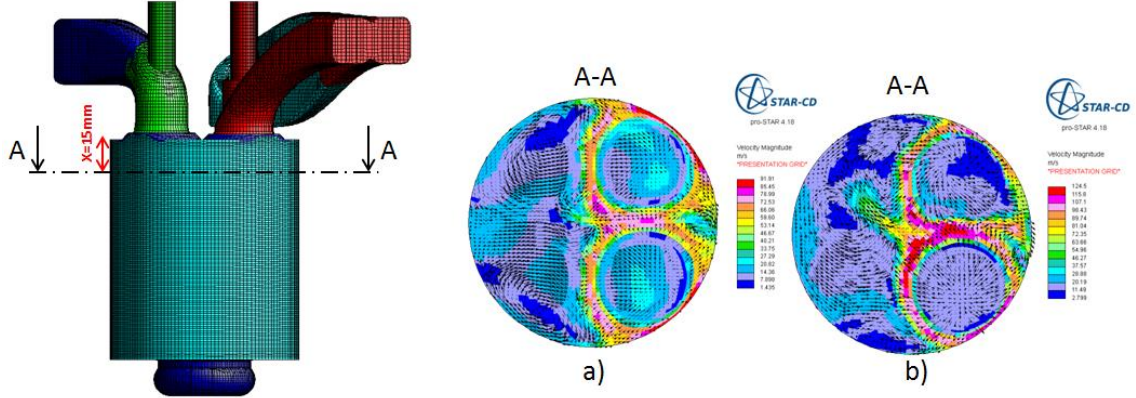 X=15mm
A
A
A-A
STAR-CD
pro-STAR 4.18
Velocity Magnitude
m/s
*PRESENTATION GRID*
91.91
85.45
78.99
72.53
66.06
59.60
53.14
46.67
40.21
33.75
27.29
20.82
14.36
7.899
1.435
a)
A-A
STAR-CD
pro-STAR 4.18
Velocity Magnitude
m/s
*PRESENTATION GRID*
124.5
115.8
107.1
98.43
89.74
81.04
72.35
63.66
54.96
46.27
37.57
28.88
20.19
11.49
2.798
b)